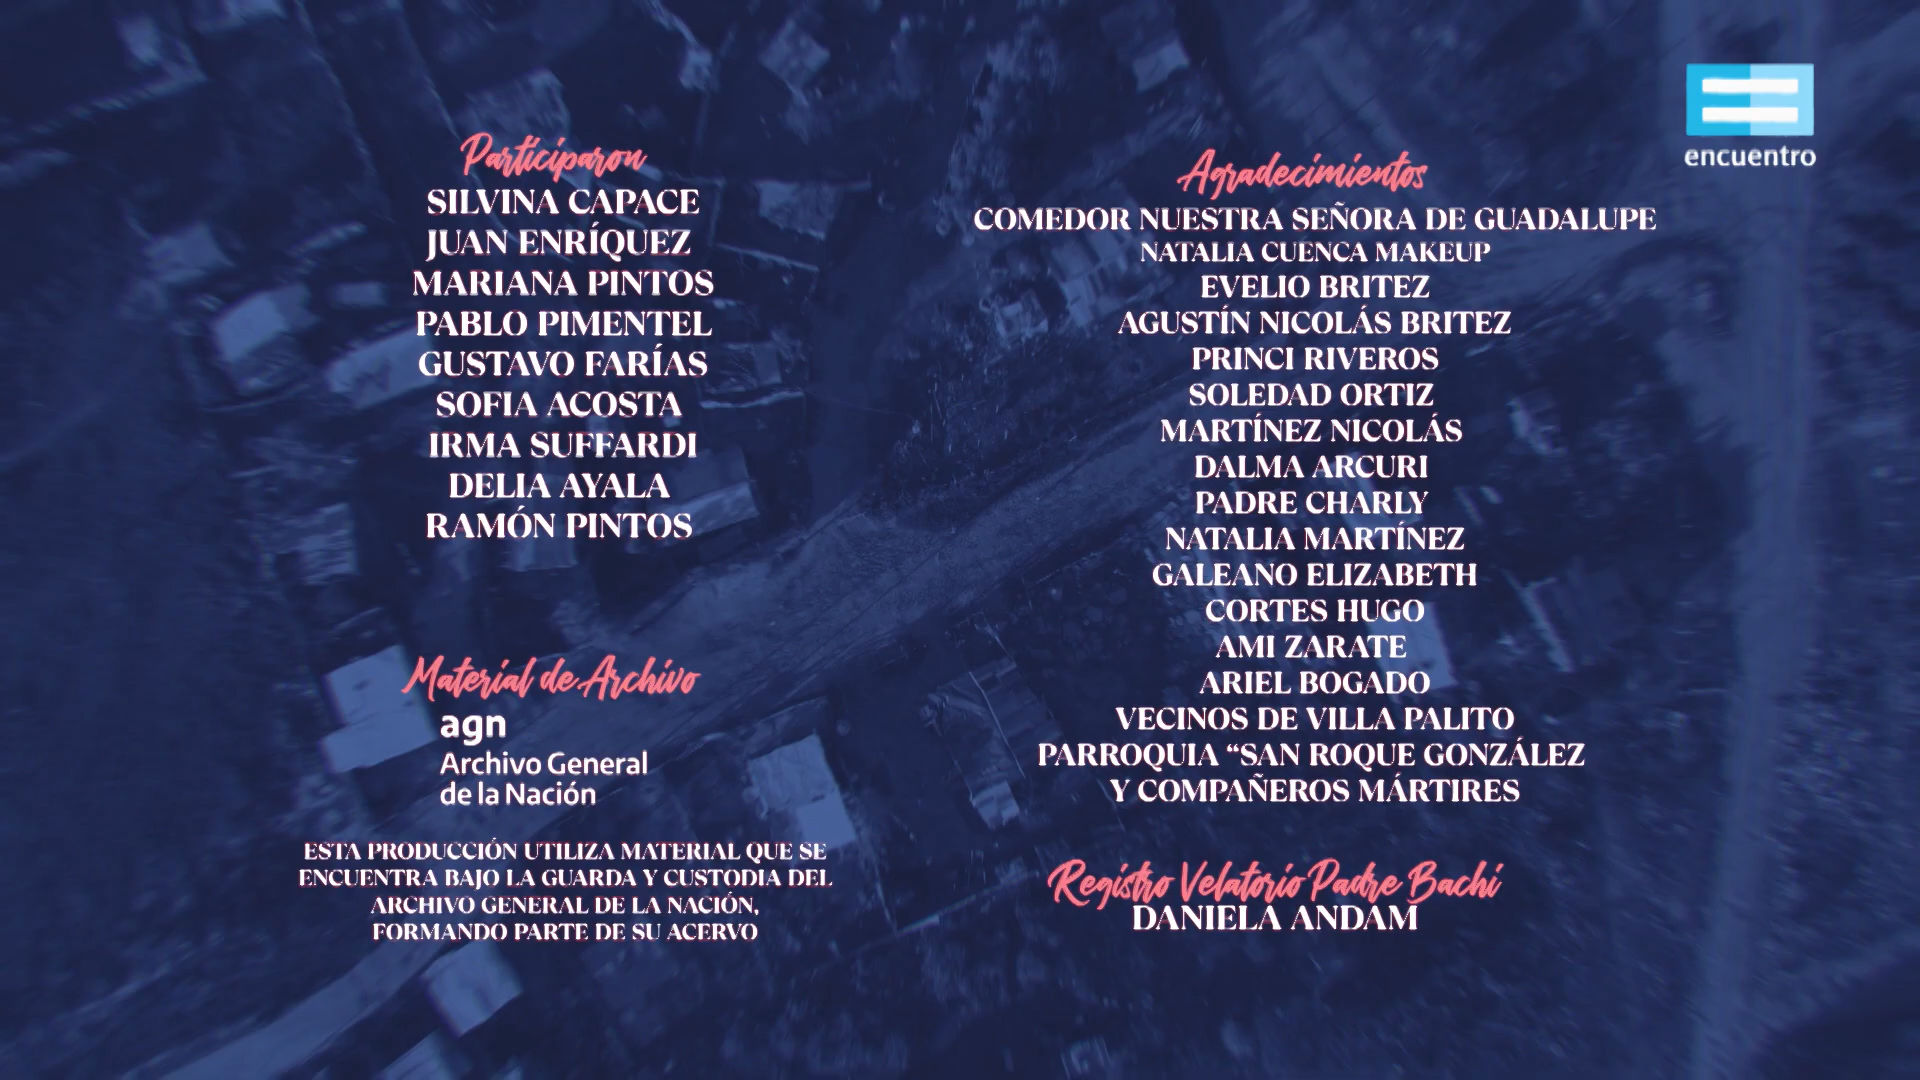 Participaron
SILVINA CAPACE
JUAN ENRÍQUEZ
MARIANA PINTOS
PABLO PIMENTEL
GUSTAVO FARÍAS
SOFIA ACOSTA
IRMA SUFFARDI
DELIA AYALA
RAMÓN PINTOS
Material de Archivo
agn
Archivo General
de la Nación
ESTA PRODUCCIÓN UTILIZA MATERIAL QUE SE
ENCUENTRA BAJO LA GUARDA Y CUSTODIA DEL
ARCHIVO GENERAL DE LA NACIÓN,
FORMANDO PARTE DE SU ACERVO
Agradecimientos
COMEDOR NUESTRA SEÑORA DE GUADALUPE
NATALIA CUENCA MAKEUP
EVELIO BRITEZ
AGUSTÍN NICOLÁS BRITEZ
PRINCI RIVEROS
SOLEDAD ORTIZ
MARTÍNEZ NICOLÁS
DALMA ARCURI
PADRE CHARLY
NATALIA MARTÍNEZ
GALEANO ELIZABETH
CORTES HUGO
AMI ZARATE
ARIEL BOGADO
VECINOS DE VILLA PALITO
PARROQUIA “SAN ROQUE GONZÁLEZ
Y COMPAÑEROS MÁRTIRES
Registro Velatorio Padre Bachi
DANIELA ANDAM
encuentro